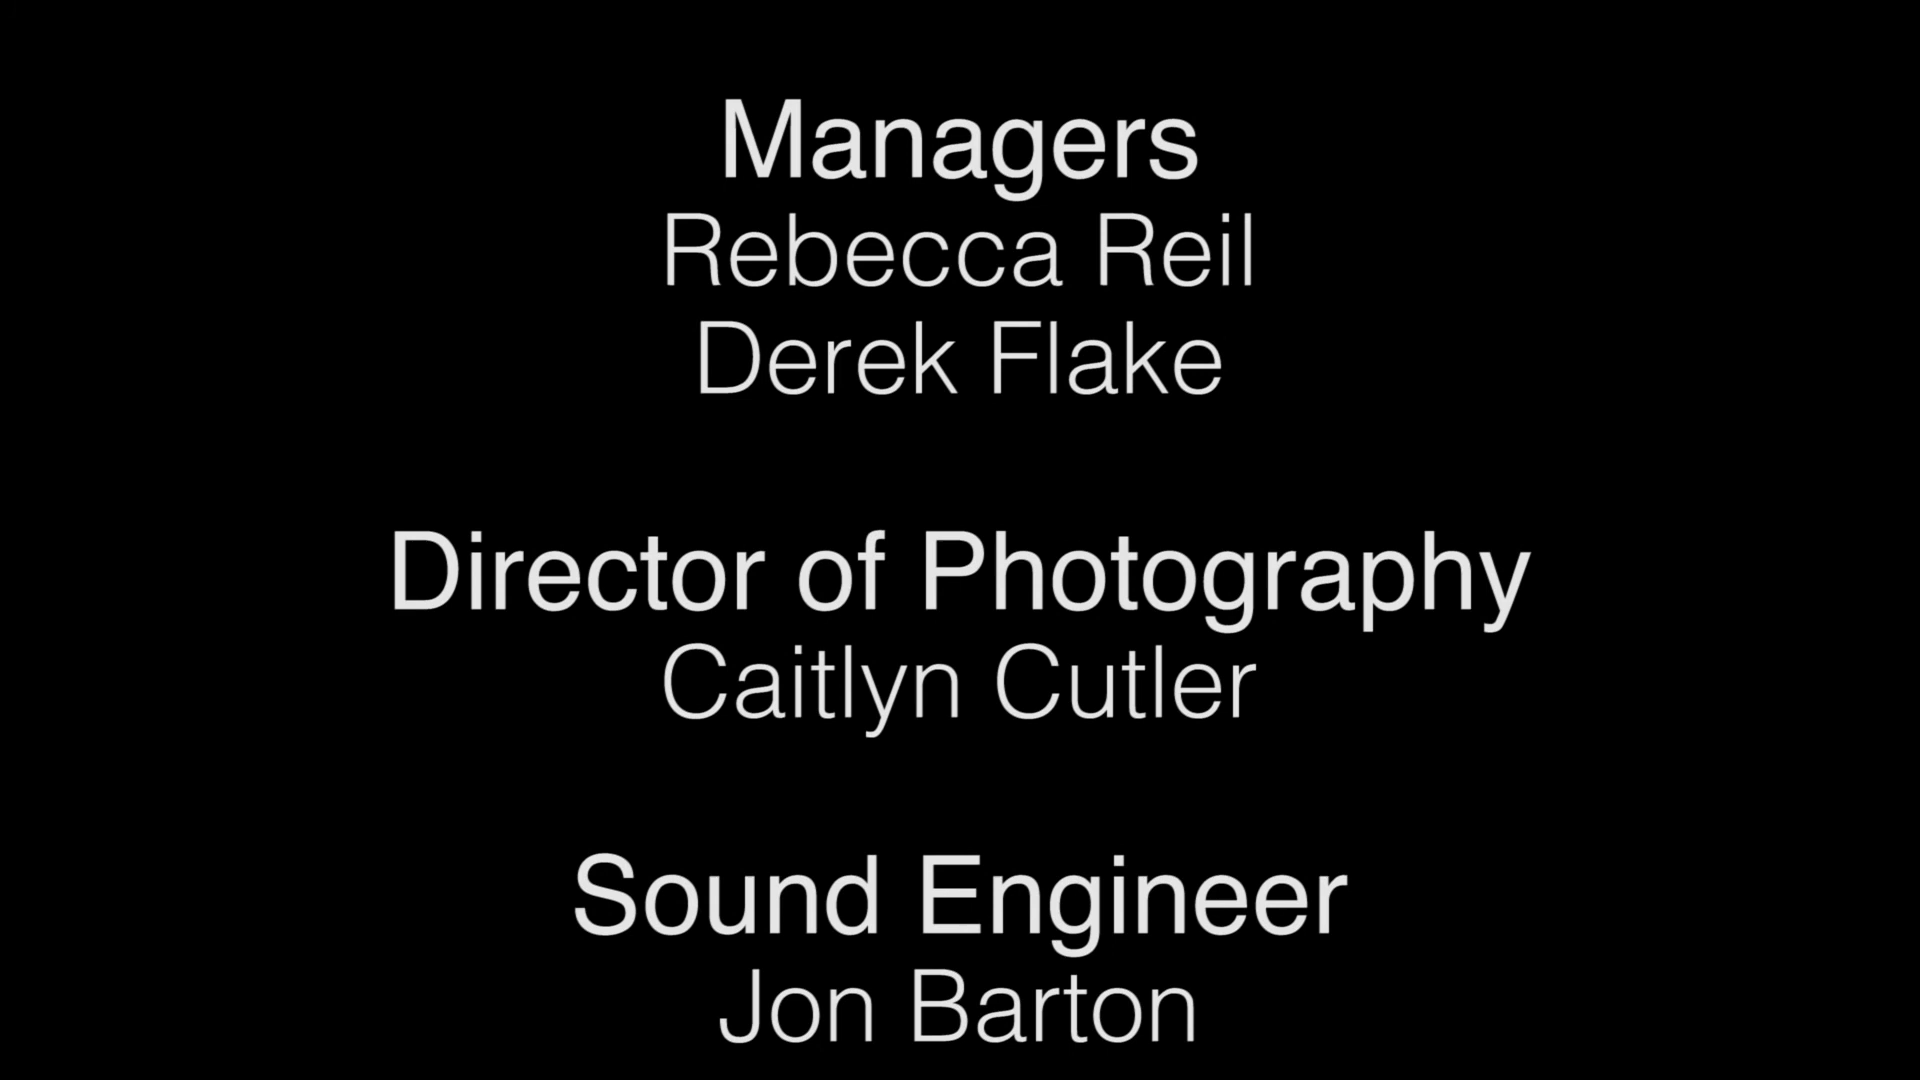 Managers
Rebecca Reil
Derek Flake
Director of Photography
Caitlyn Cutler
Sound Engineer
Jon Barton